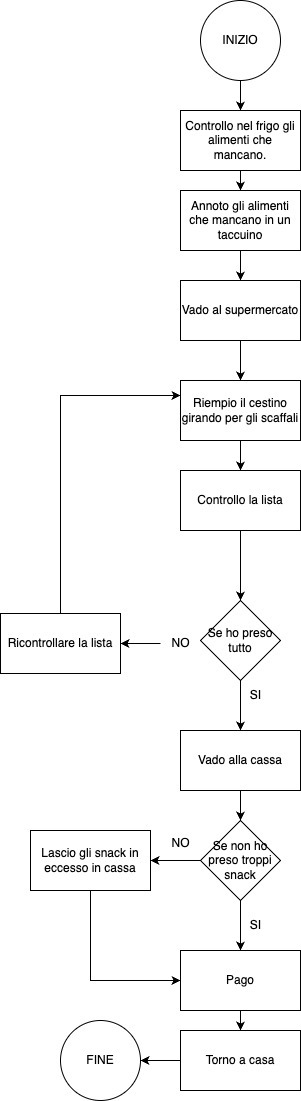 INIZIO
Controllo nel frigo gli
alimenti che
mancano.
Annoto gli alimenti
che mancano in un
taccuino
Vado al supermercato
Riempio il cestino
girando per gli scaffali
Controllo la lista
Se ho preso
tutto
NO
Ricontrollare la lista
SI
Vado alla cassa
Se non ho
preso troppi
snack
NO
Lascio gli snack in
eccesso in cassa
SI
Pago
Torno a casa
FINE